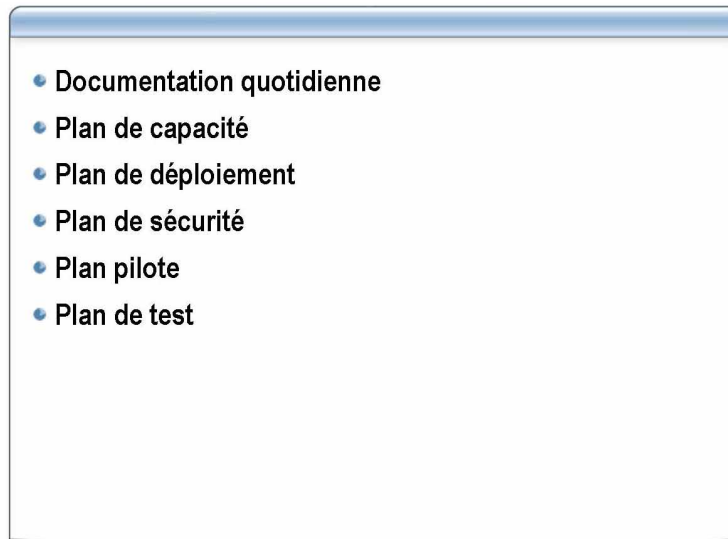 Documentation quotidienne
Plan de capacité
Plan de déploiement
Plan de sécurité
Plan pilote
Plan de test